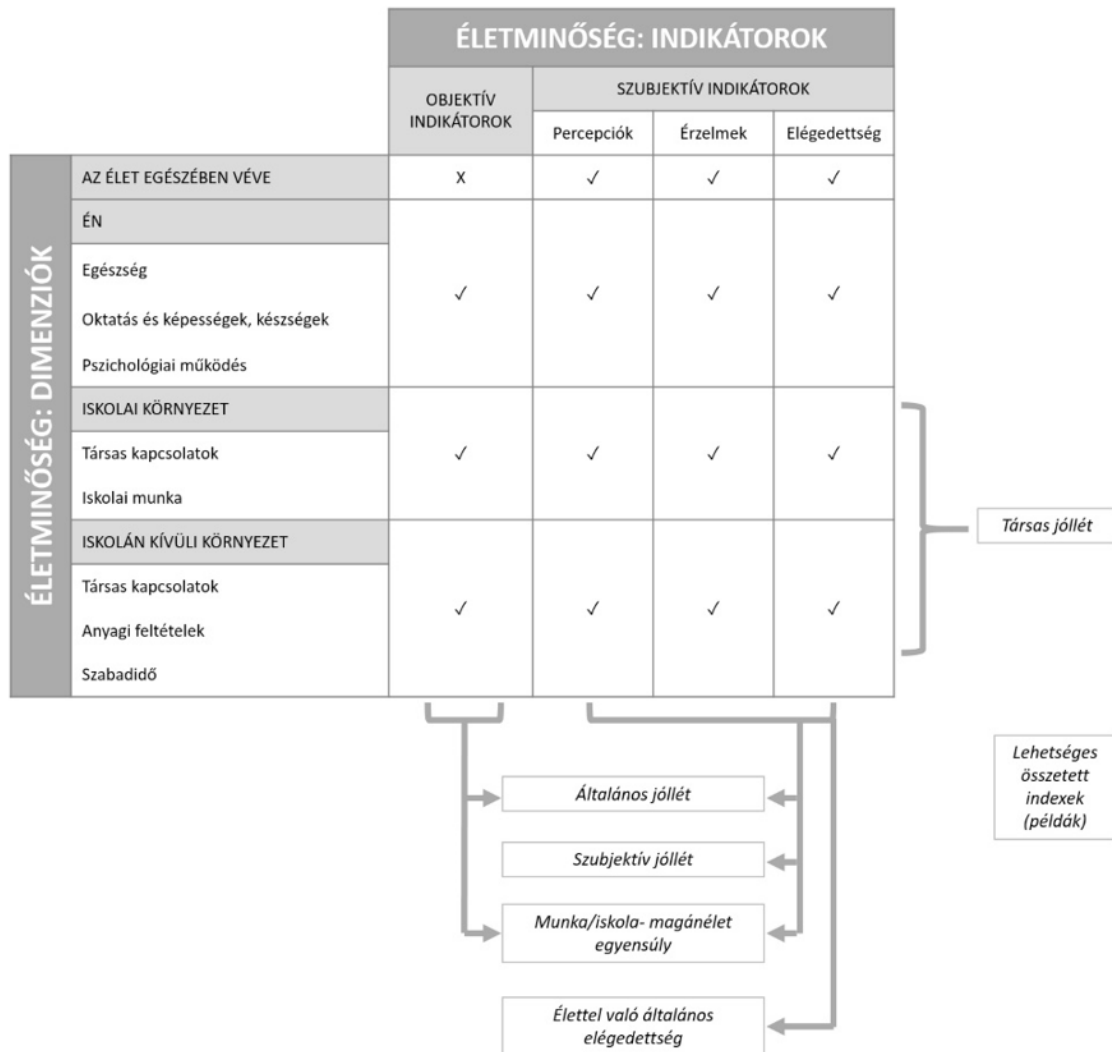 ÉLETMINŐSÉG: INDIKÁTOROK
OBJEKTÍV
INDIKÁTOROK
SZUBJEKTÍV INDIKÁTOROK
Percepciók
Érzelmek
Elégedettség
ÉLETMINŐSÉG: DIMENZIÓK
AZ ÉLET EGÉSZÉBEN VÉVE
X
✓
✓
✓
ÉN
Egészség
Oktatás és képességek, készségek
Pszichológiai működés
✓
✓
✓
✓
ISKOLAI KÖRNYEZET
Társas kapcsolatok
Iskolai munka
✓
✓
✓
✓
ISKOLÁN KÍVÜLI KÖRNYEZET
Társas kapcsolatok
Anyagi feltételek
Szabadidő
✓
✓
✓
✓
Társas jóllét
Lehetséges
összetett
indexek
(példák)
Általános jóllét
Szubjektív jóllét
Munka/iskola- magánélet
egyensúly
Élettel való általános
elégedettség